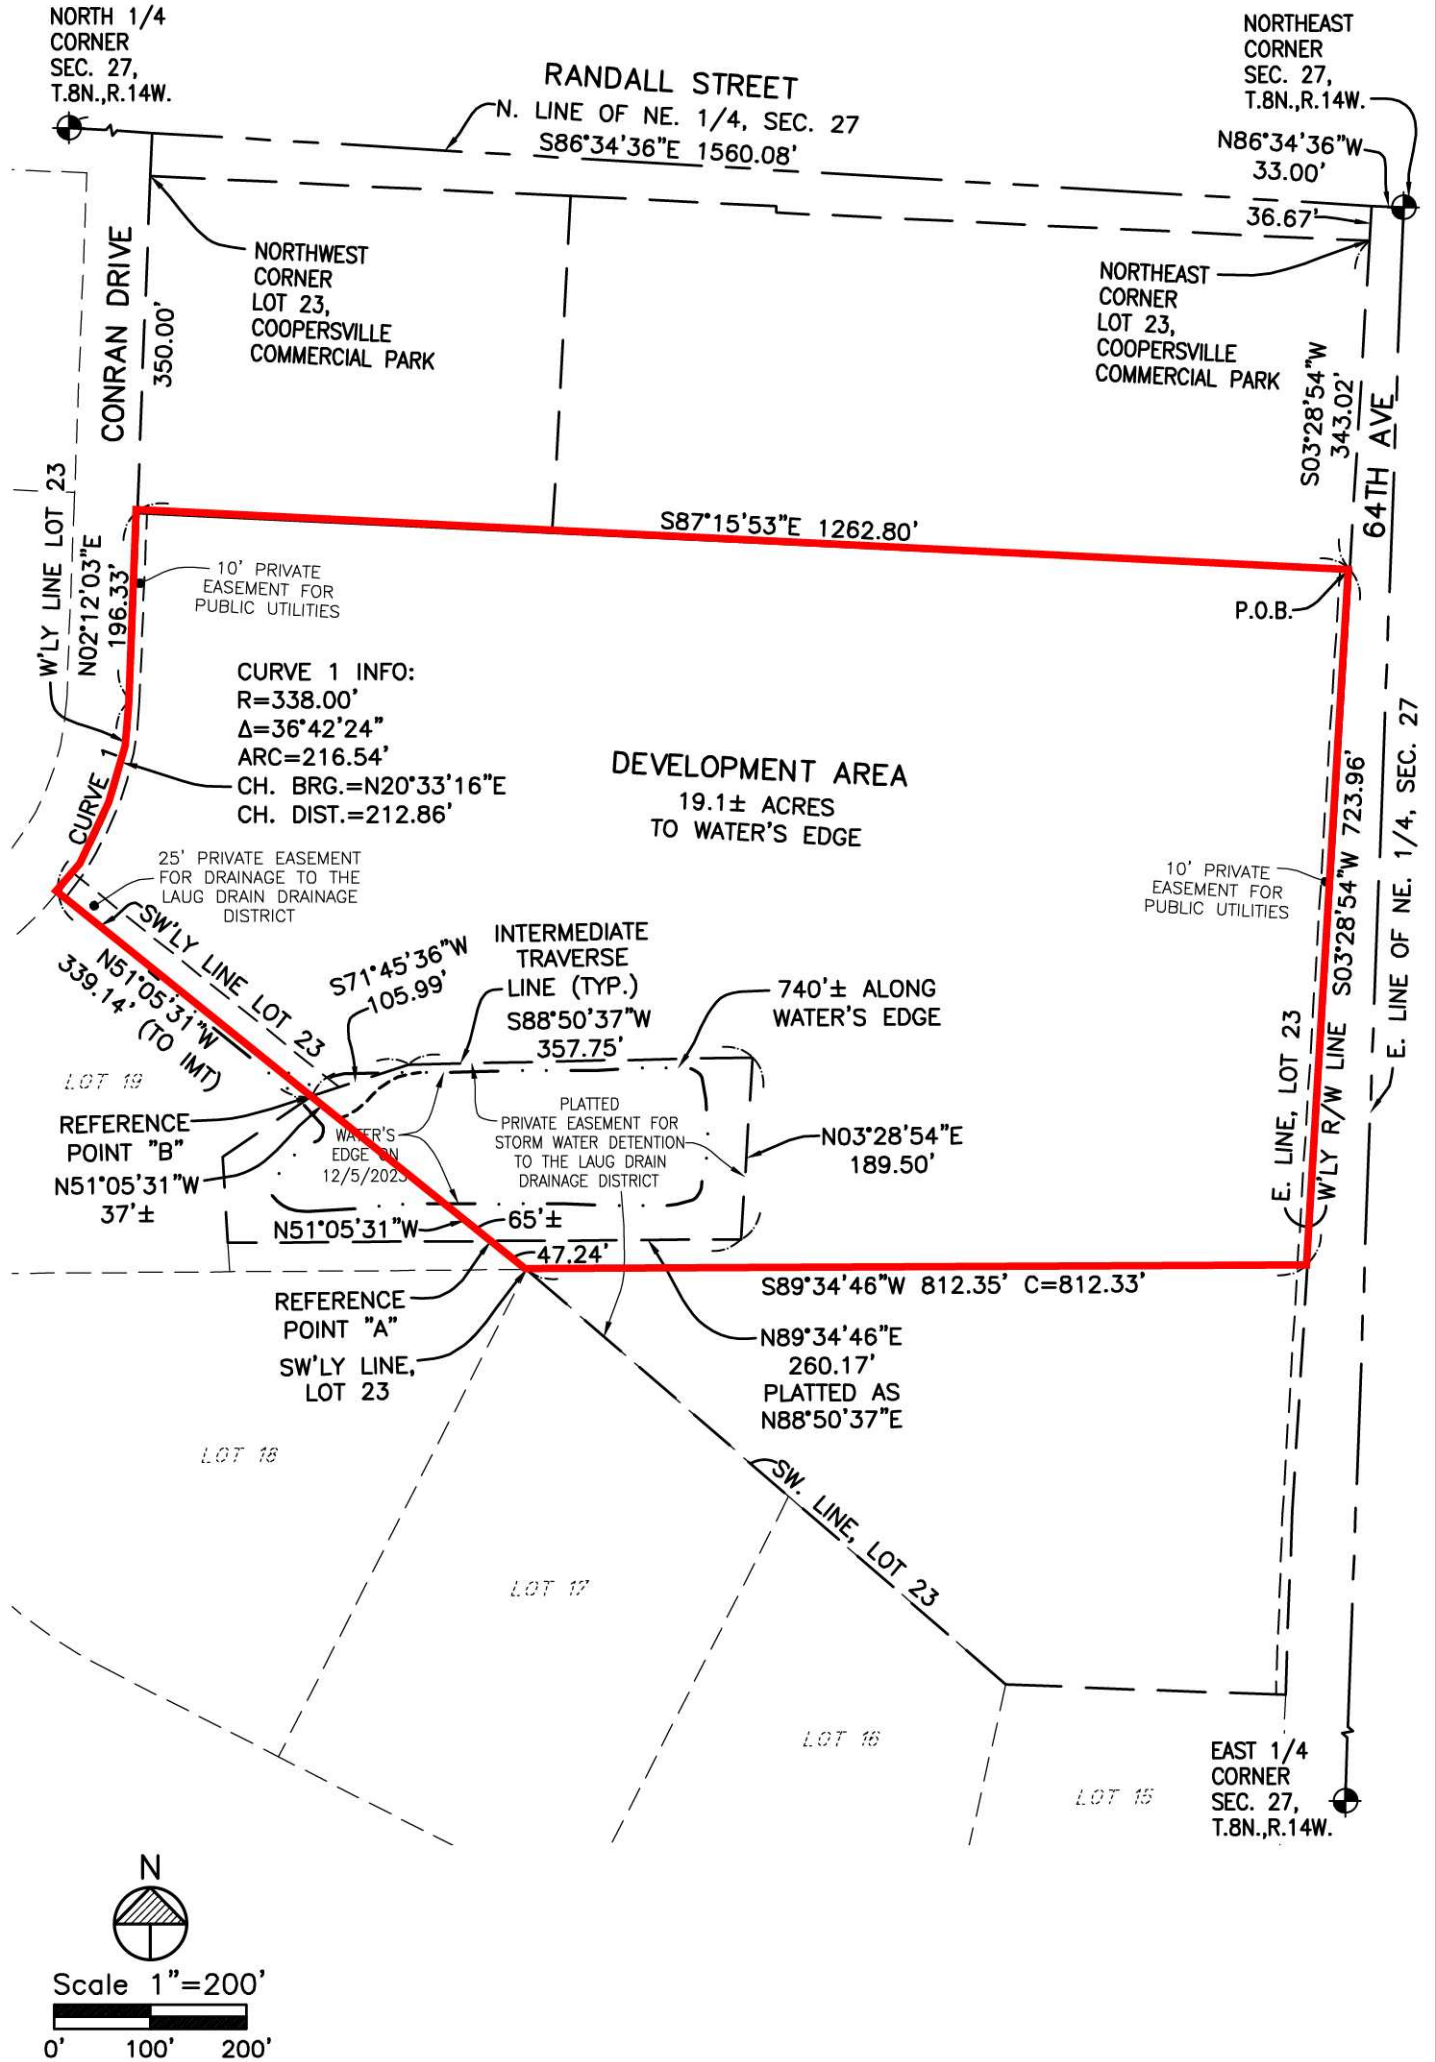 NORTH 1/4
CORNER
SEC. 27,
T.8N.,R.14W.
RANDALL STREET
N. LINE OF NE. 1/4, SEC. 27
S86°34'36"E 1560.08'
NORTHEAST
CORNER
SEC. 27,
T.8N.,R.14W.
N86°34'36"W
33.00'
36.67'
NORTHWEST
CORNER
LOT 23,
COOPERSVILLE
COMMERCIAL PARK
NORTHEAST
CORNER
LOT 23,
COOPERSVILLE
COMMERCIAL PARK
CONRAN DRIVE
350.00'
S03°28'54"W
343.02'
64TH AVE
S87°15'53"E 1262.80'
P.O.B.
W'LY LINE LOT 23
N02°12'03"E
196.33'
10' PRIVATE
EASEMENT FOR
PUBLIC UTILITIES
CURVE 1 INFO:
R=338.00'
Δ=36°42'24"
ARC=216.54'
CH. BRG.=N20°33'16"E
CH. DIST.=212.86'
CURVE 1
DEVELOPMENT AREA
19.1± ACRES
TO WATER'S EDGE
E. LINE OF NE. 1/4, SEC. 27
S03°28'54"W 723.96'
10' PRIVATE
EASEMENT FOR
PUBLIC UTILITIES
25' PRIVATE EASEMENT
FOR DRAINAGE TO THE
LAUG DRAIN DRAINAGE
DISTRICT
SW'LY LINE LOT 23
N51°05'31"W
339.14' (TO IMT)
S71°45'36"W
105.99'
INTERMEDIATE
TRAVERSE
LINE (TYP.)
S88°50'37"W
357.75'
740'± ALONG
WATER'S EDGE
E. LINE, LOT 23
W'LY R/W LINE
LOT 19
REFERENCE
POINT "B"
N51°05'31"W
37'±
WATER'S
EDGE ON
12/5/2023
PLATTED
PRIVATE EASEMENT FOR
STORM WATER DETENTION
TO THE LAUG DRAIN
DRAINAGE DISTRICT
N03°28'54"E
189.50'
N51°05'31"W
65'±
47.24'
S89°34'46"W 812.35' C=812.33'
REFERENCE
POINT "A"
SW'LY LINE,
LOT 23
N89°34'46"E
260.17'
PLATTED AS
N88°50'37"E
LOT 18
SW. LINE, LOT 23
LOT 17
LOT 16
LOT 15
EAST 1/4
CORNER
SEC. 27,
T.8N.,R.14W.
N
Scale 1"=200'
0' 100' 200'